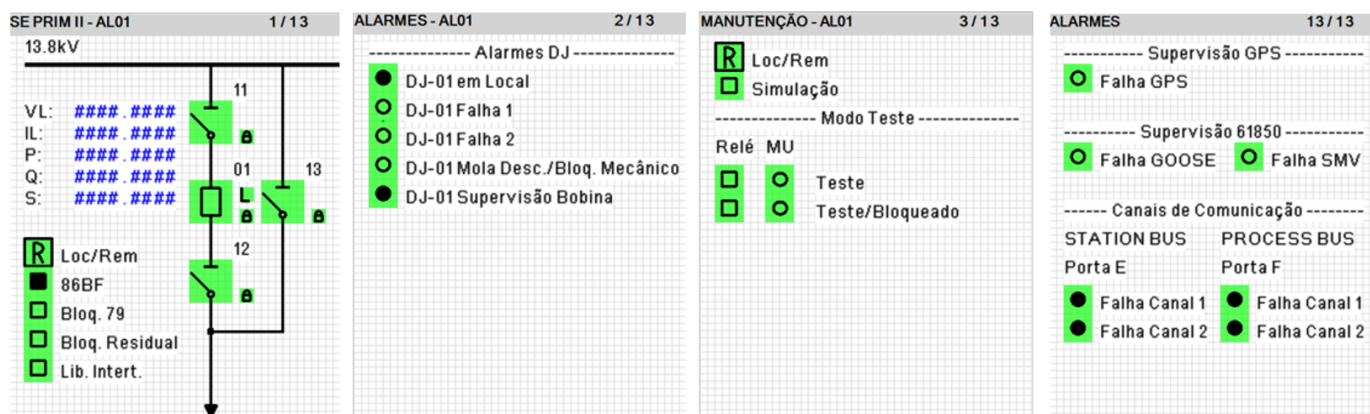 SE PRIM II - AL01 1 / 13
13.8kV
11
VL: ####.####
IL: ####.####
P: ####.####
Q: ####.####
S: ####.####
01
13
L
12
R Loc/Rem
86BF
Bloq. 79
Bloq. Residual
Lib. Intert.
ALARMES - AL01 2 / 13
-------------- Alarmes DJ --------------
DJ-01 em Local
DJ-01 Falha 1
DJ-01 Falha 2
DJ-01 Mola Desc./Bloq. Mecânico
DJ-01 Supervisão Bobina
MANUTENÇÃO - AL01 3 / 13
R Loc/Rem
Simulação
-------------- Modo Teste --------------
Relé MU
Teste
Teste/Bloqueado
ALARMES 13 / 13
----------- Supervisão GPS -----------
Falha GPS
----------- Supervisão 61850 -----------
Falha GOOSE Falha SMV
------ Canais de Comunicação --------
STATION BUS PROCESS BUS
Porta E Porta F
Falha Canal 1 Falha Canal 1
Falha Canal 2 Falha Canal 2